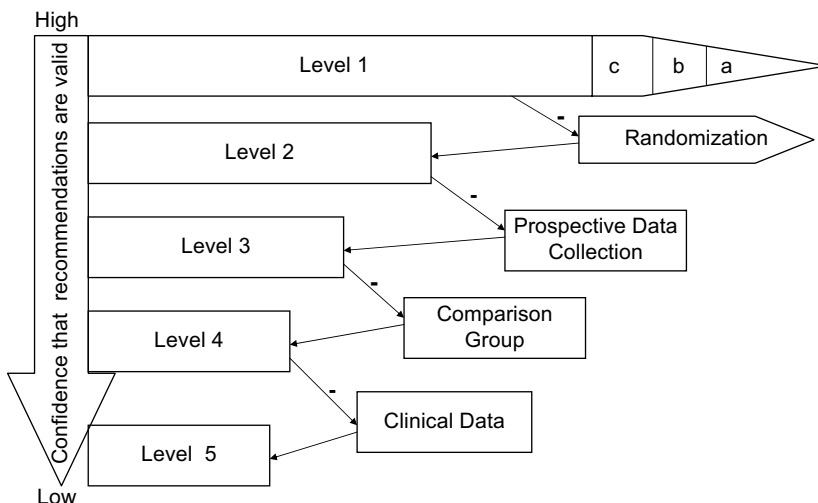 High
Confidence that recommendations are valid
Level 1
c
b
a
-
Randomization
Level 2
-
Prospective Data
Collection
Level 3
-
Comparison
Group
Level 4
-
Clinical Data
Level 5
Low